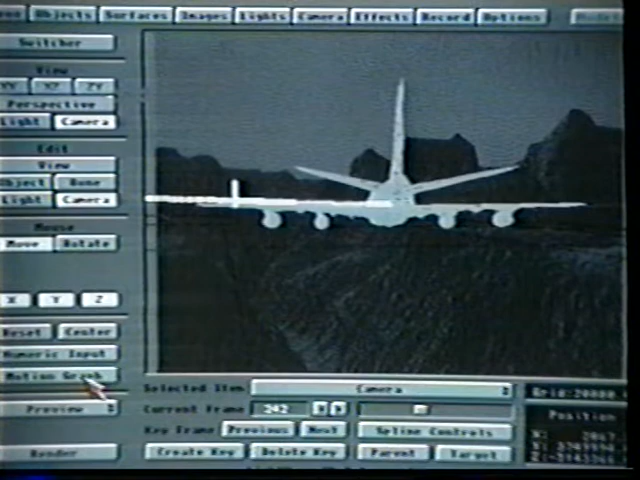 Objects Surfaces Images Lights Camera Effects Record Options
Switcher
View
XY XZ ZY
Perspective
Light Camera
Edit
View
Object Bone
Light Camera
Mouse
Move Rotate
X Y Z
Reset Center
Numeric Input
Motion Graph
Preview
Render
Selected Item Camera
Current Frame 242
Key Frame Previous Next Spline Controls
Create Key Delete Key Parent Target
Grid:20000
Position